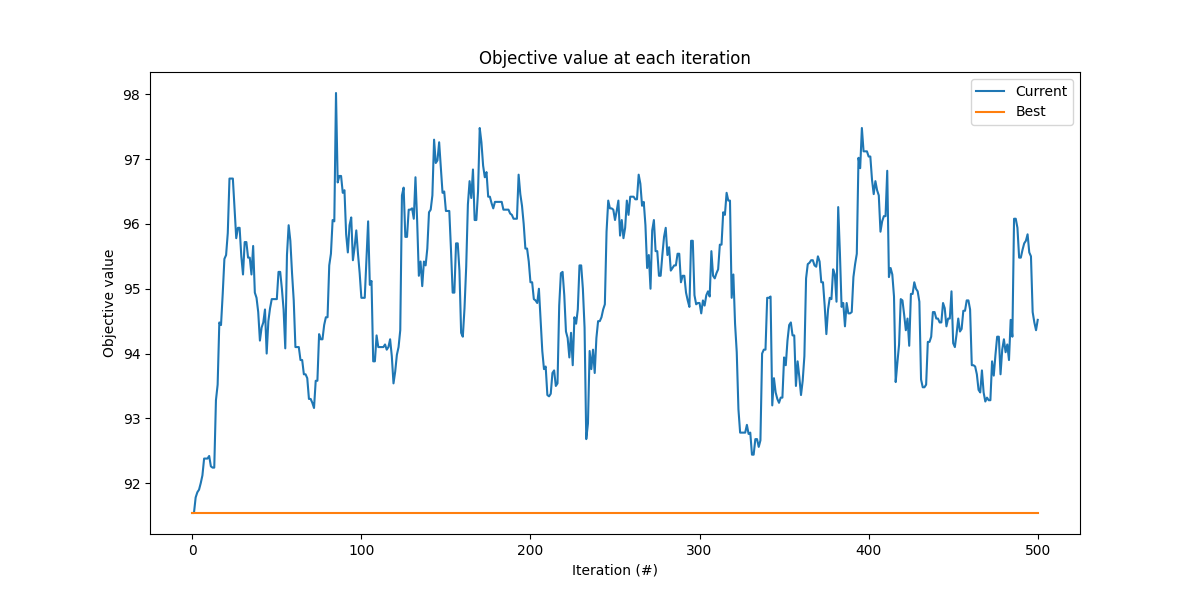 Objective value at each iteration
Current
Best
Objective value
98
97
96
95
94
93
92
0
100
200
300
400
500
Iteration (#)